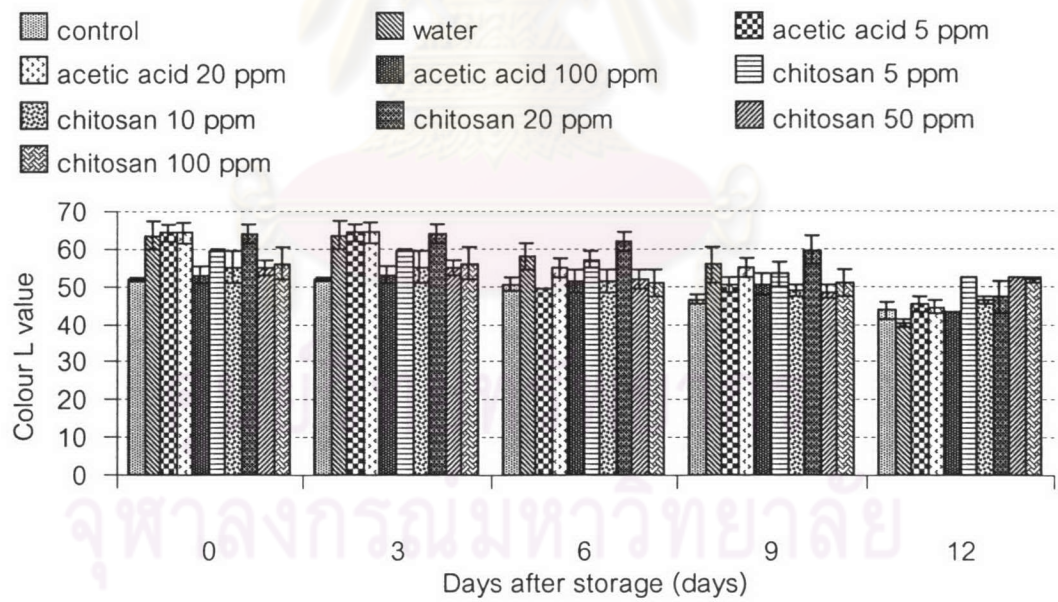 control water acetic acid 5 ppm
acetic acid 20 ppm acetic acid 100 ppm chitosan 5 ppm
chitosan 10 ppm chitosan 20 ppm chitosan 50 ppm
chitosan 100 ppm
70
60
50
40
30
20
10
0
Colour L value
0 3 6 9 12
Days after storage (days)
จุฬาลงกรณ์มหาวิทยาลัย